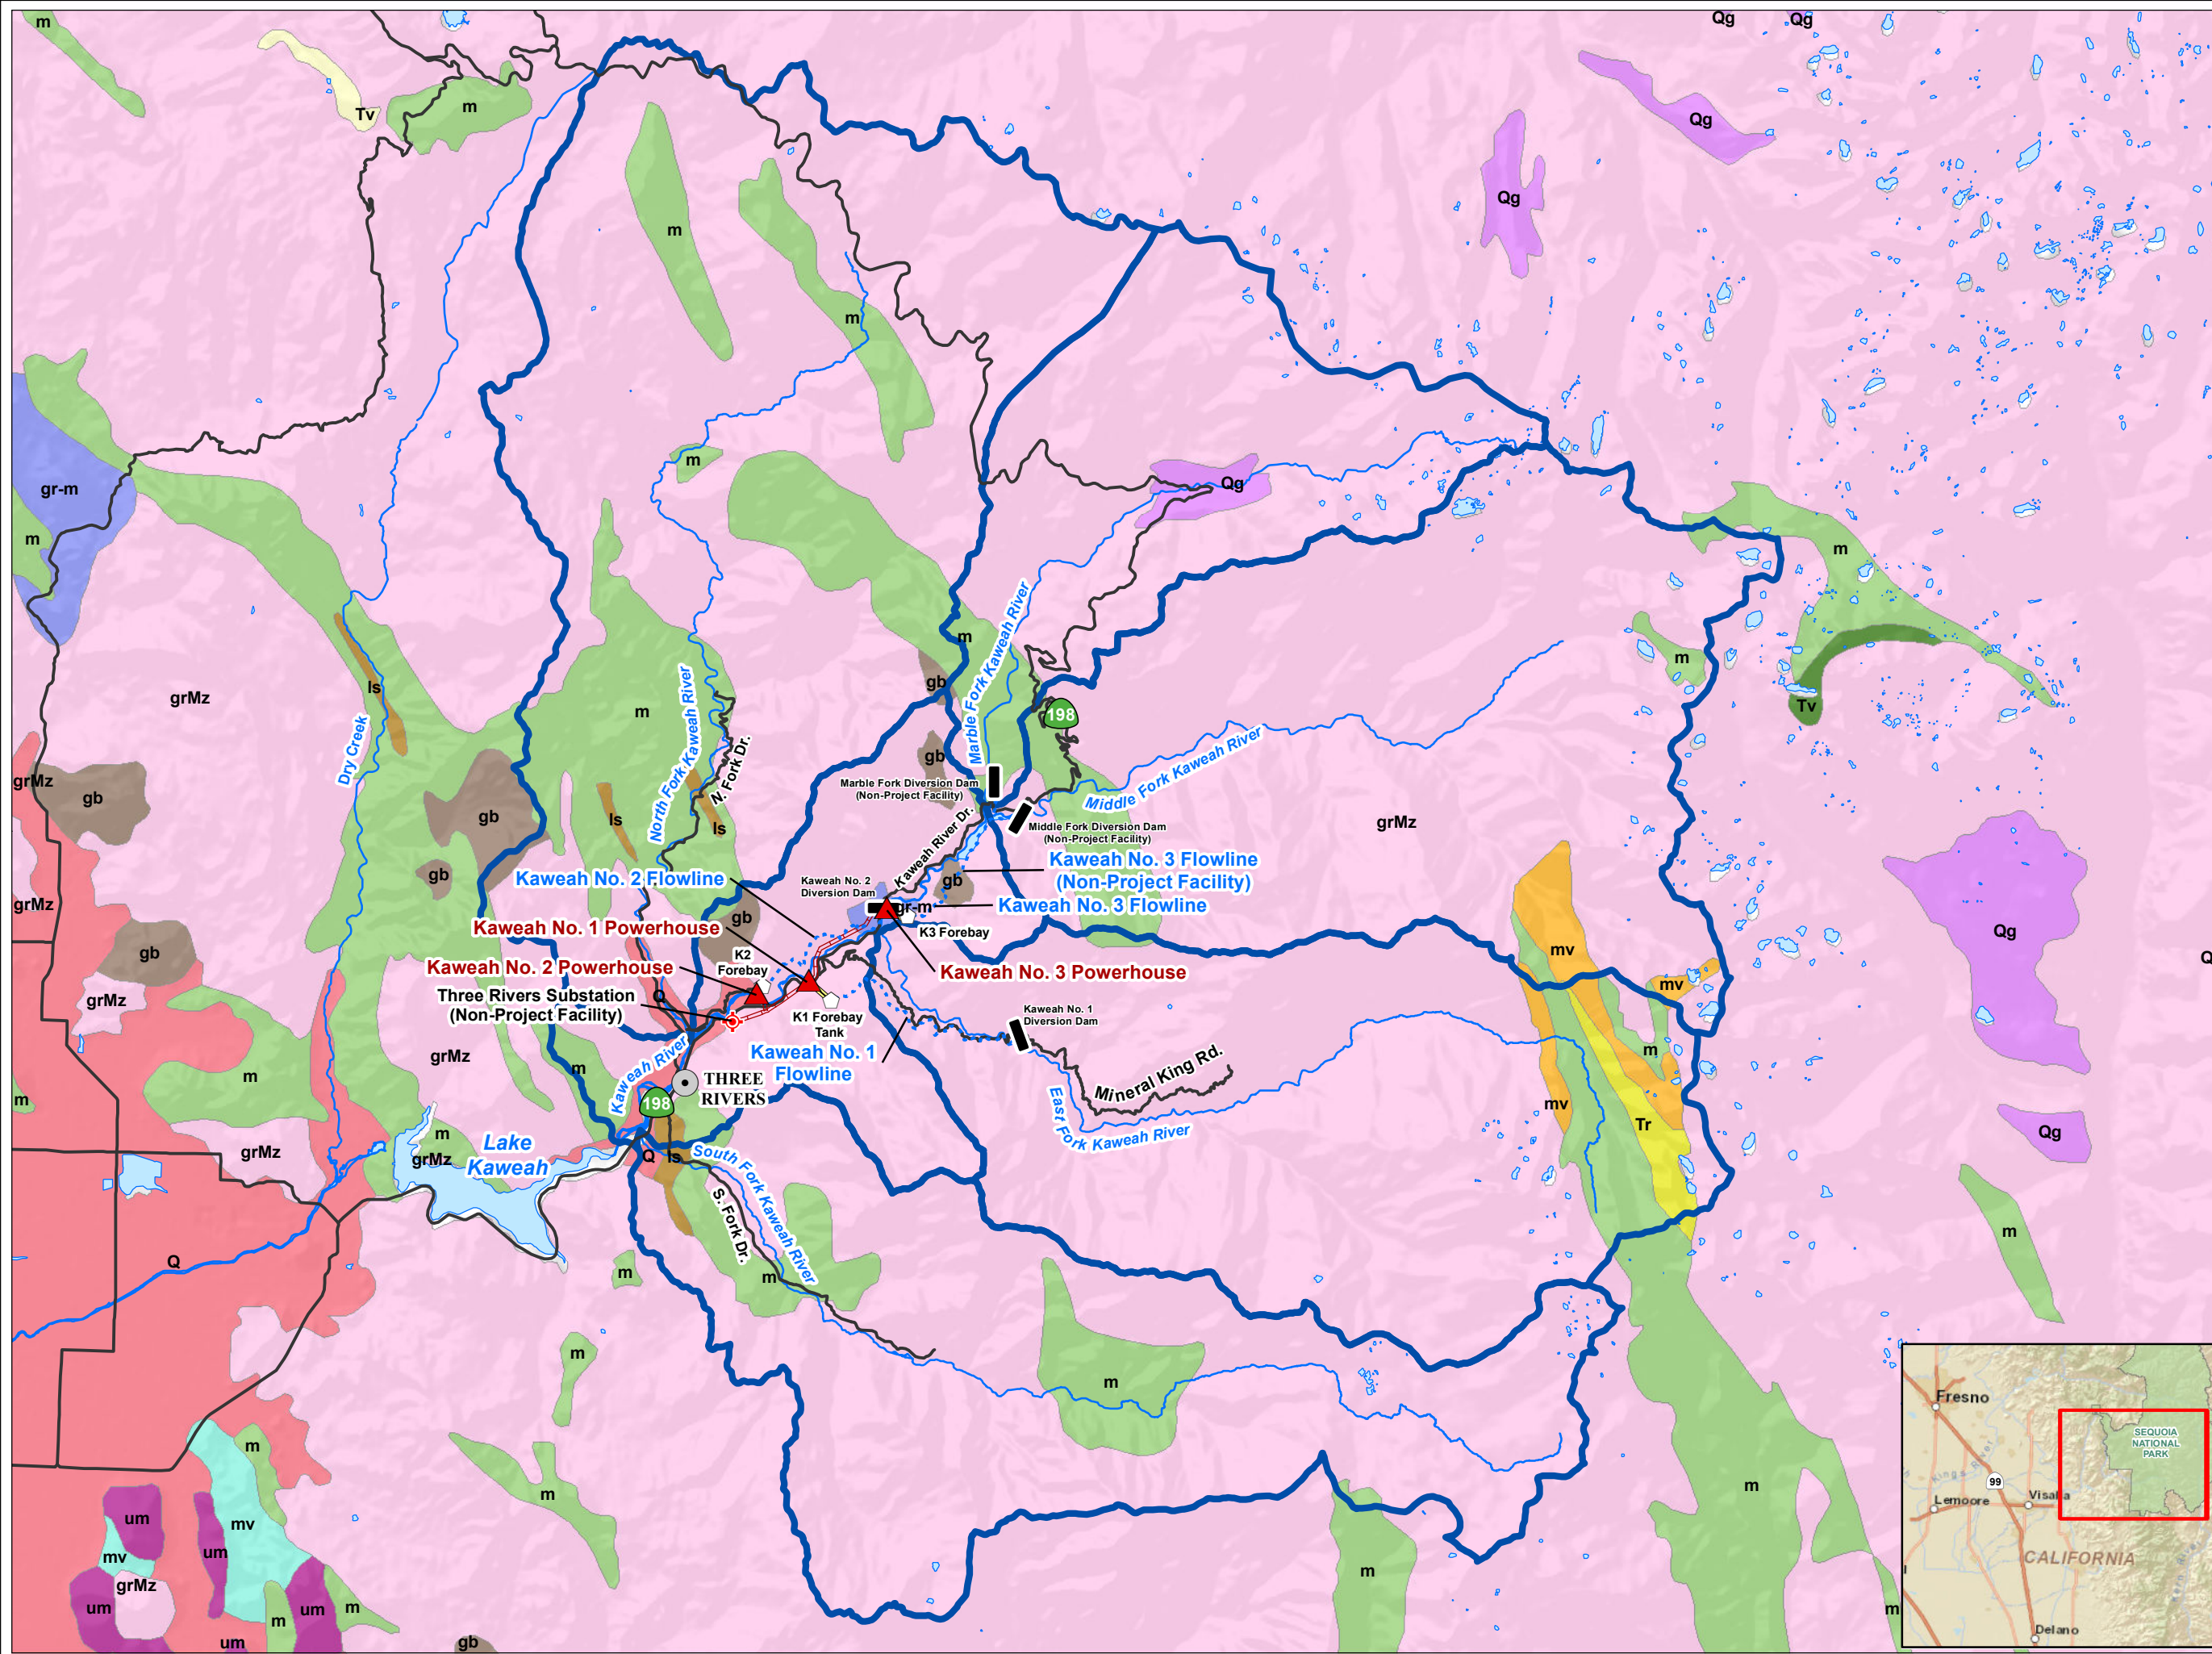 m
Qg
Qg
Tv
m
Qg
Qg
m
m
m
Qg
gr-m
m
m
m
m
gb
ls
grMz
m
Tv
Marble Fork Kaweah River
North Fork Kaweah River
Dry Creek
198
N. Fork Dr.
Middle Fork Kaweah River
gb
grMz
gb
gb
ls
ls
gb
Marble Fork Diversion Dam
(Non-Project Facility)
Middle Fork Diversion Dam
(Non-Project Facility)
grMz
Kaweah River Dr.
Kaweah No. 3 Flowline
(Non-Project Facility)
Kaweah No. 2 Flowline
Kaweah No. 2
Diversion Dam
gb
gb
gr-m
Kaweah No. 3 Flowline
grMz
gb
Kaweah No. 1 Powerhouse
K3 Forebay
Qg
mv
gb
K2
Forebay
Kaweah No. 2 Powerhouse
Kaweah No. 3 Powerhouse
mv
Q
grMz
Q
Three Rivers Substation
(Non-Project Facility)
K1 Forebay
Tank
Kaweah No. 1
Diversion Dam
Kaweah No. 1
Flowline
grMz
m
m
m
m
Kaweah River
THREE
RIVERS
198
Mineral King Rd.
East Fork Kaweah River
mv
Tr
Qg
m
grMz
grMz
Lake
Kaweah
Q
ls
South Fork Kaweah River
S. Fork Dr.
Q
m
m
m
m
m
m
m
m
m
mv
um
um
mv
grMz
um
um
m
m
um
gb
m
m
Fresno
SEQUOIA
NATIONAL
PARK
Kings River
99
Lemoore
Visalia
CALIFORNIA
Delano